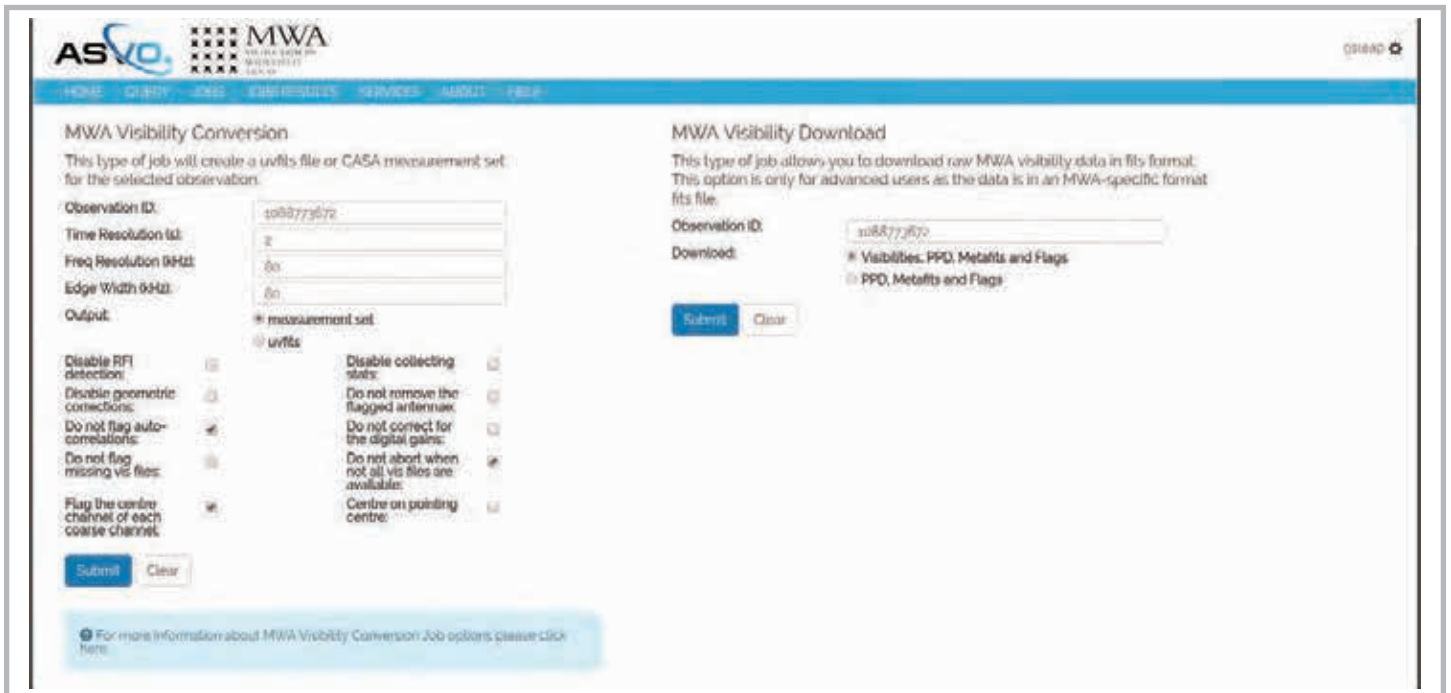 ASVO.
MWA
HOME QUERY JOBS JOB RESULTS SERVICES ABOUT HELP
MWA Visibility Conversion
This type of job will create a uvfits file or CASA measurement set
for the selected observation.
Observation ID: 1088773672
Time Resolution (s): 2
Freq Resolution (kHz): 80
Edge Width (kHz): 80
Output: measurement set
uvfits
Disable RFI
detection:
Disable collecting
stats:
Disable geometric
corrections:
Do not remove the
flagged antennae:
Do not flag auto-
correlations:
Do not correct for
the digital gains:
Do not flag
missing vis files:
Do not abort when
not all vis files are
available:
Flag the centre
channel of each
coarse channel:
Centre on pointing
centre:
Submit Clear
For more information about MWA Visibility Conversion Job options please click
here.
MWA Visibility Download
This type of job allows you to download raw MWA visibility data in fits format.
This option is only for advanced users as the data is in an MWA-specific format
fits file.
Observation ID: 1088773672
Download: Visibilities, PPD, Metafits and Flags
PPD, Metafits and Flags
Submit Clear